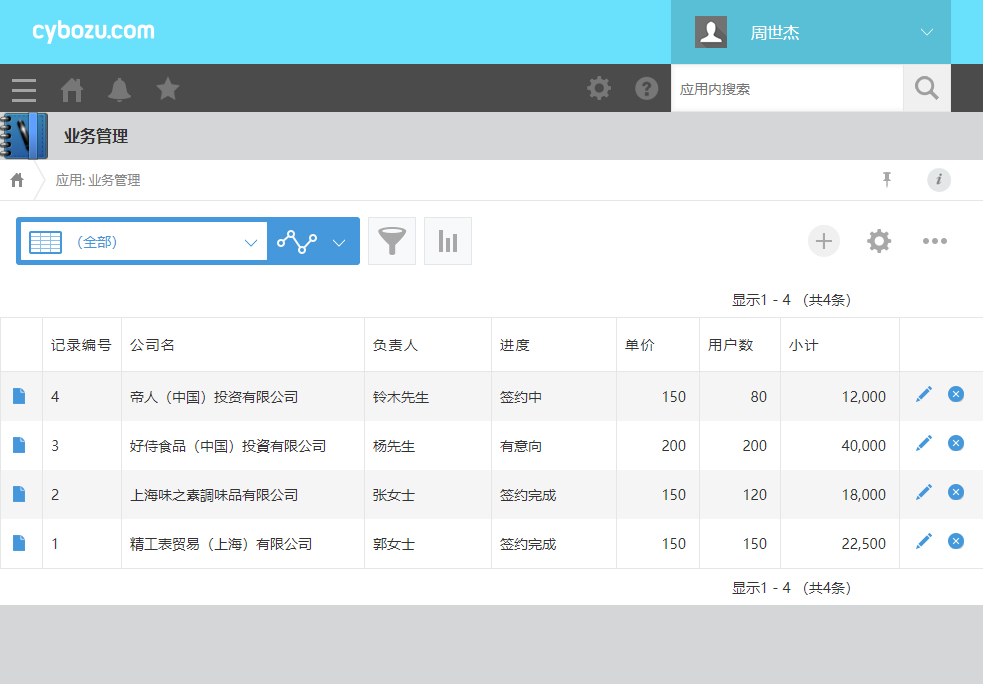 cybozu.com
周世杰
应用内搜索
业务管理
应用: 业务管理
（全部）
显示1 - 4 （共4条）
记录编号 公司名 负责人 进度 单价 用户数 小计
4 帝人（中国）投资有限公司 铃木先生 签约中 150 80 12,000
3 好侍食品（中国）投資有限公司 杨先生 有意向 200 200 40,000
2 上海味之素調味品有限公司 张女士 签约完成 150 120 18,000
1 精工表贸易（上海）有限公司 郭女士 签约完成 150 150 22,500
显示1 - 4 （共4条）